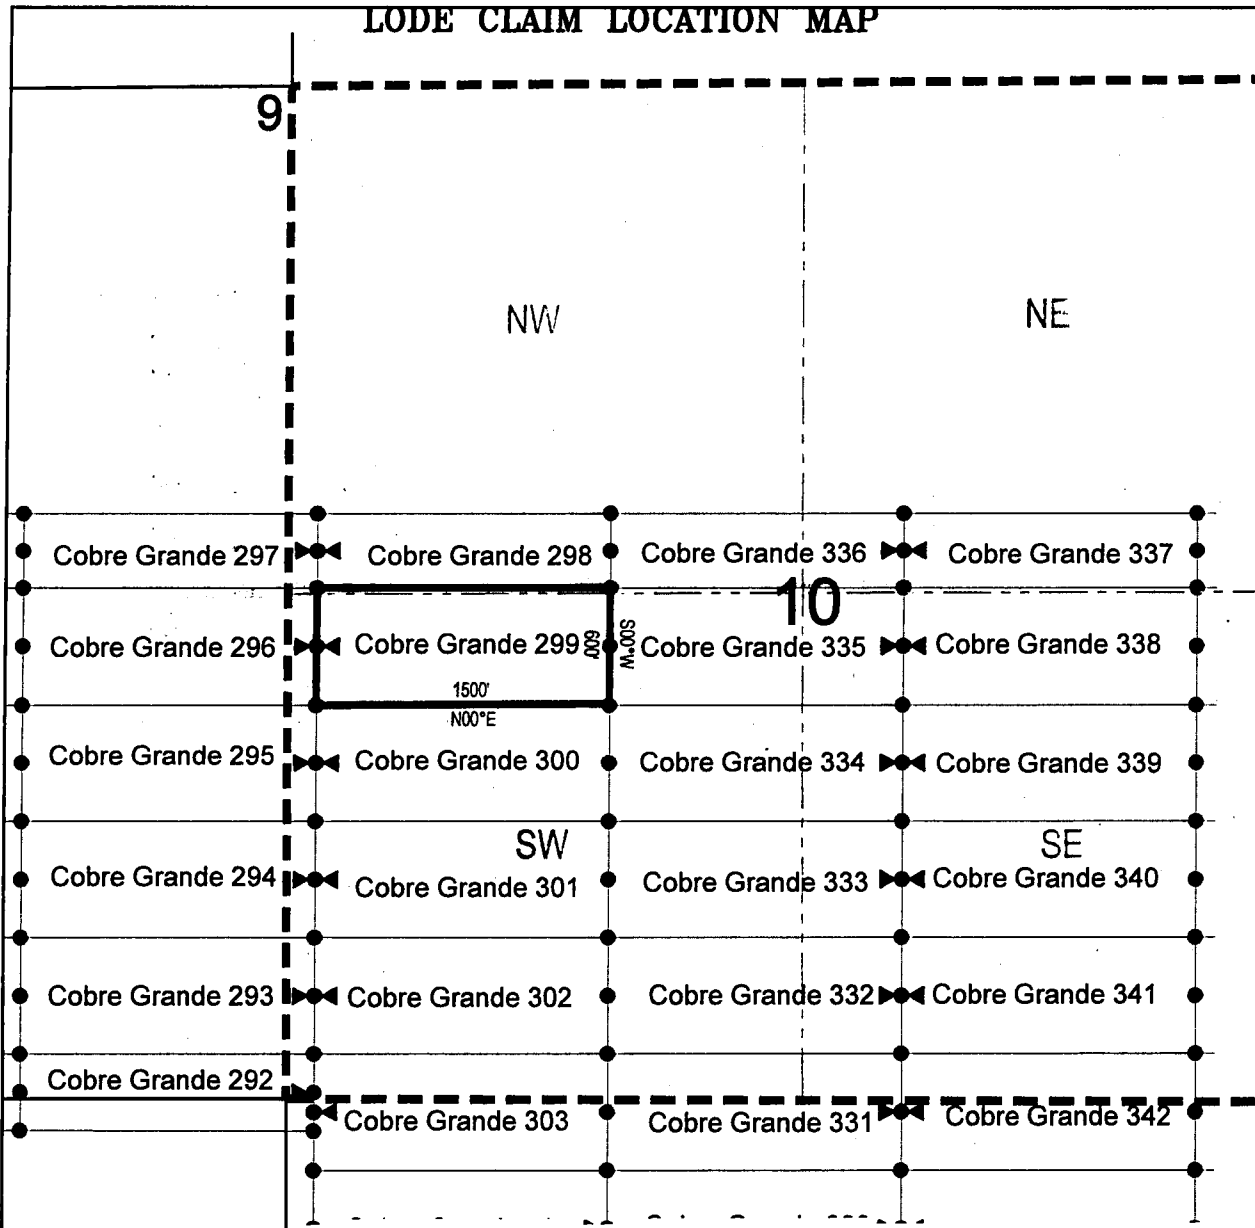 LODE CLAIM LOCATION MAP
9
NW
NE
Cobre Grande 297
Cobre Grande 298
Cobre Grande 336
Cobre Grande 337
10
Cobre Grande 296
Cobre Grande 299
600'
S00°W
Cobre Grande 335
Cobre Grande 338
1500'
N00°E
Cobre Grande 295
Cobre Grande 300
Cobre Grande 334
Cobre Grande 339
SW
SE
Cobre Grande 294
Cobre Grande 301
Cobre Grande 333
Cobre Grande 340
Cobre Grande 293
Cobre Grande 302
Cobre Grande 332
Cobre Grande 341
Cobre Grande 292
Cobre Grande 303
Cobre Grande 331
Cobre Grande 342